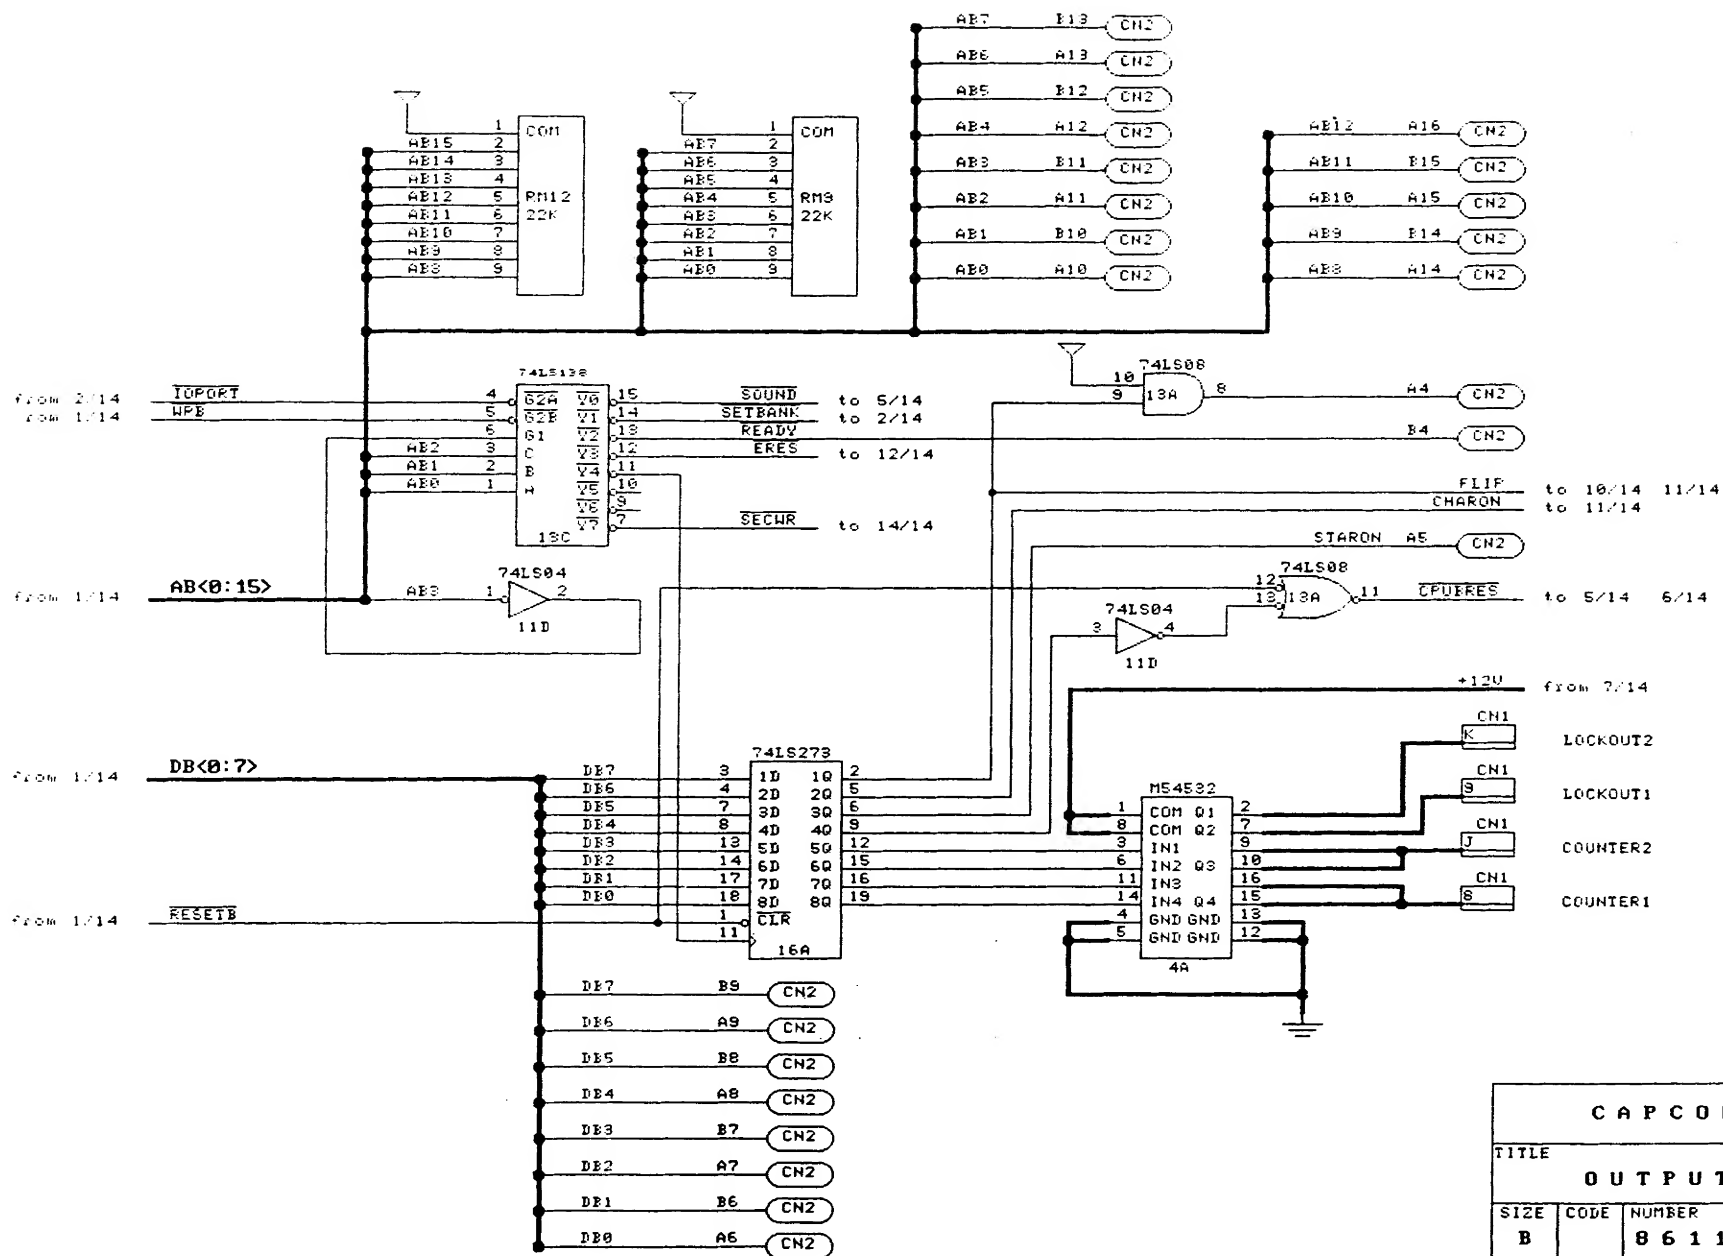 AB7 B13 CN2
AB6 A13 CN2
AB5 B12 CN2
AB4 A12 CN2
AB3 B11 CN2
AB2 A11 CN2
AB1 B10 CN2
AB0 A10 CN2
AB12 A16 CN2
AB11 B15 CN2
AB10 A15 CN2
AB9 B14 CN2
AB8 A14 CN2
1 COM
AB15 2
AB14 3
AB13 4
AB12 5 RM12
AB11 6 22K
AB10 7
AB9 8
AB8 9
1 COM
AB7 2
AB6 3
AB5 4
AB4 5 RM9
AB3 6 22K
AB2 7
AB1 8
AB0 9
74LS138
from 2/14 IOPORT 4 G2A Y0 15 SOUND to 5/14
rom 1/14 WRB 5 G2B Y1 14 SETBANK to 2/14
6 G1 Y2 13 READY B4 CN2
AB2 3 C Y3 12 ERES to 12/14
AB1 2 B Y4 11
AB0 1 A Y5 10
Y6 9
Y7 7 SECWR to 14/14
13C
74LS08
10
9 13A 8 A4 CN2
FLIP to 10/14 11/14
CHARON to 11/14
STARON A5 CN2
from 1/14 AB<0:15> AB3 1 74LS04 2
11D
74LS08
12
13 13A 11 CPUBRES to 5/14 6/14
74LS04
3 4
11D
+12V from 7/14
CN1
K LOCKOUT2
CN1
9 LOCKOUT1
CN1
J COUNTER2
CN1
8 COUNTER1
from 1/14 DB<0:7>
74LS273
DB7 3 1D 1Q 2
DB6 4 2D 2Q 5
DB5 7 3D 3Q 6
DB4 8 4D 4Q 9
DB3 13 5D 5Q 12
DB2 14 6D 6Q 15
DB1 17 7D 7Q 16
DB0 18 8D 8Q 19
from 1/14 RESETB 1 CLR
11
16A
M54532
1 COM Q1 2
8 COM Q2 7
3 IN1 9
6 IN2 Q3 10
11 IN3 16
14 IN4 Q4 15
4 GND GND 13
5 GND GND 12
4A
DB7 B9 CN2
DB6 A9 CN2
DB5 B8 CN2
DB4 A8 CN2
DB3 B7 CN2
DB2 A7 CN2
DB1 B6 CN2
DB0 A6 CN2
CAPCO
TITLE
OUTPUT
SIZE CODE NUMBER
B 8611